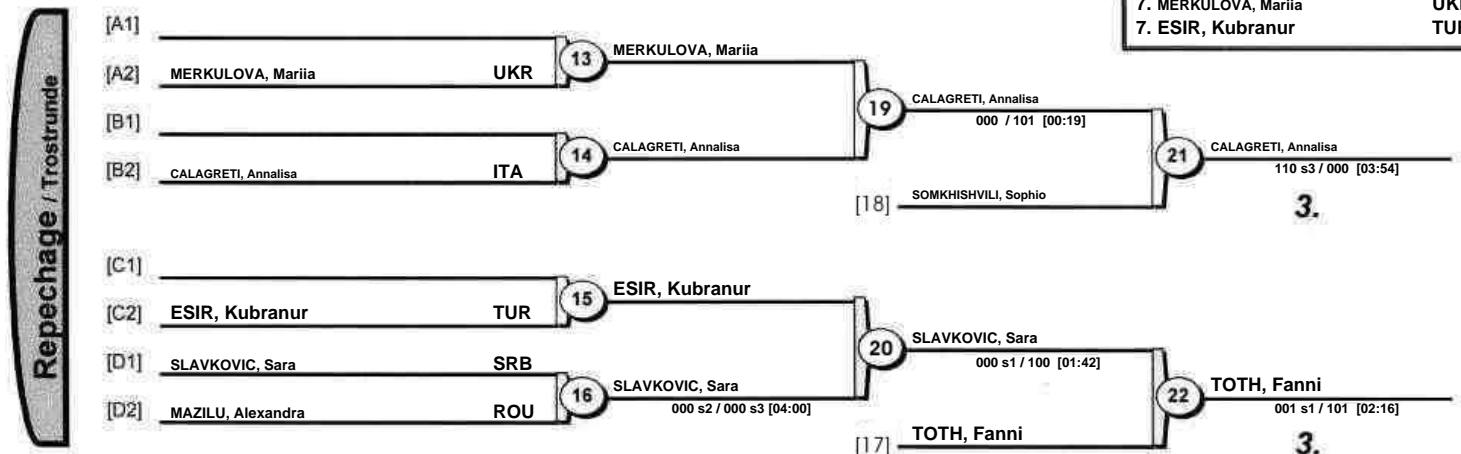 7. MERKULOVA, Mariia
7. ESIR, Kubranur TUR
Repechage / Trostrunde
[A1]
[A2] MERKULOVA, Mariia UKR
13 MERKULOVA, Mariia
[B1]
[B2] CALAGRETI, Annalisa ITA
14 CALAGRETI, Annalisa
19 CALAGRETI, Annalisa
000 / 101 [00:19]
[18] SOMKHISHVILI, Sophio
21 CALAGRETI, Annalisa
110 s3 / 000 [03:54]
3.
[C1]
[C2] ESIR, Kubranur TUR
15 ESIR, Kubranur
[D1] SLAVKOVIC, Sara SRB
[D2] MAZILU, Alexandra ROU
16 SLAVKOVIC, Sara
000 s2 / 000 s3 [04:00]
20 SLAVKOVIC, Sara
000 s1 / 100 [01:42]
[17] TOTH, Fanni
22 TOTH, Fanni
001 s1 / 101 [02:16]
3.